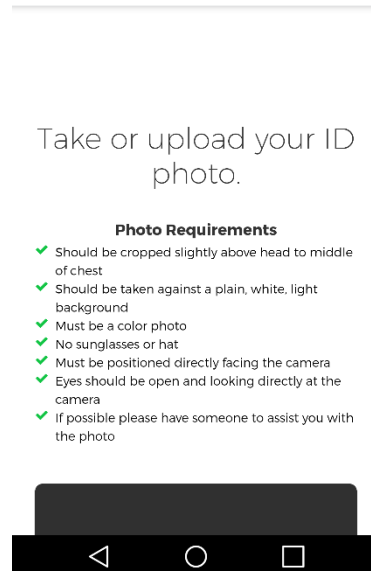 Take or upload your ID
photo.
Photo Requirements
Should be cropped slightly above head to middle
of chest
Should be taken against a plain, white, light
background
Must be a color photo
No sunglasses or hat
Must be positioned directly facing the camera
Eyes should be open and looking directly at the
camera
If possible please have someone to assist you with
the photo